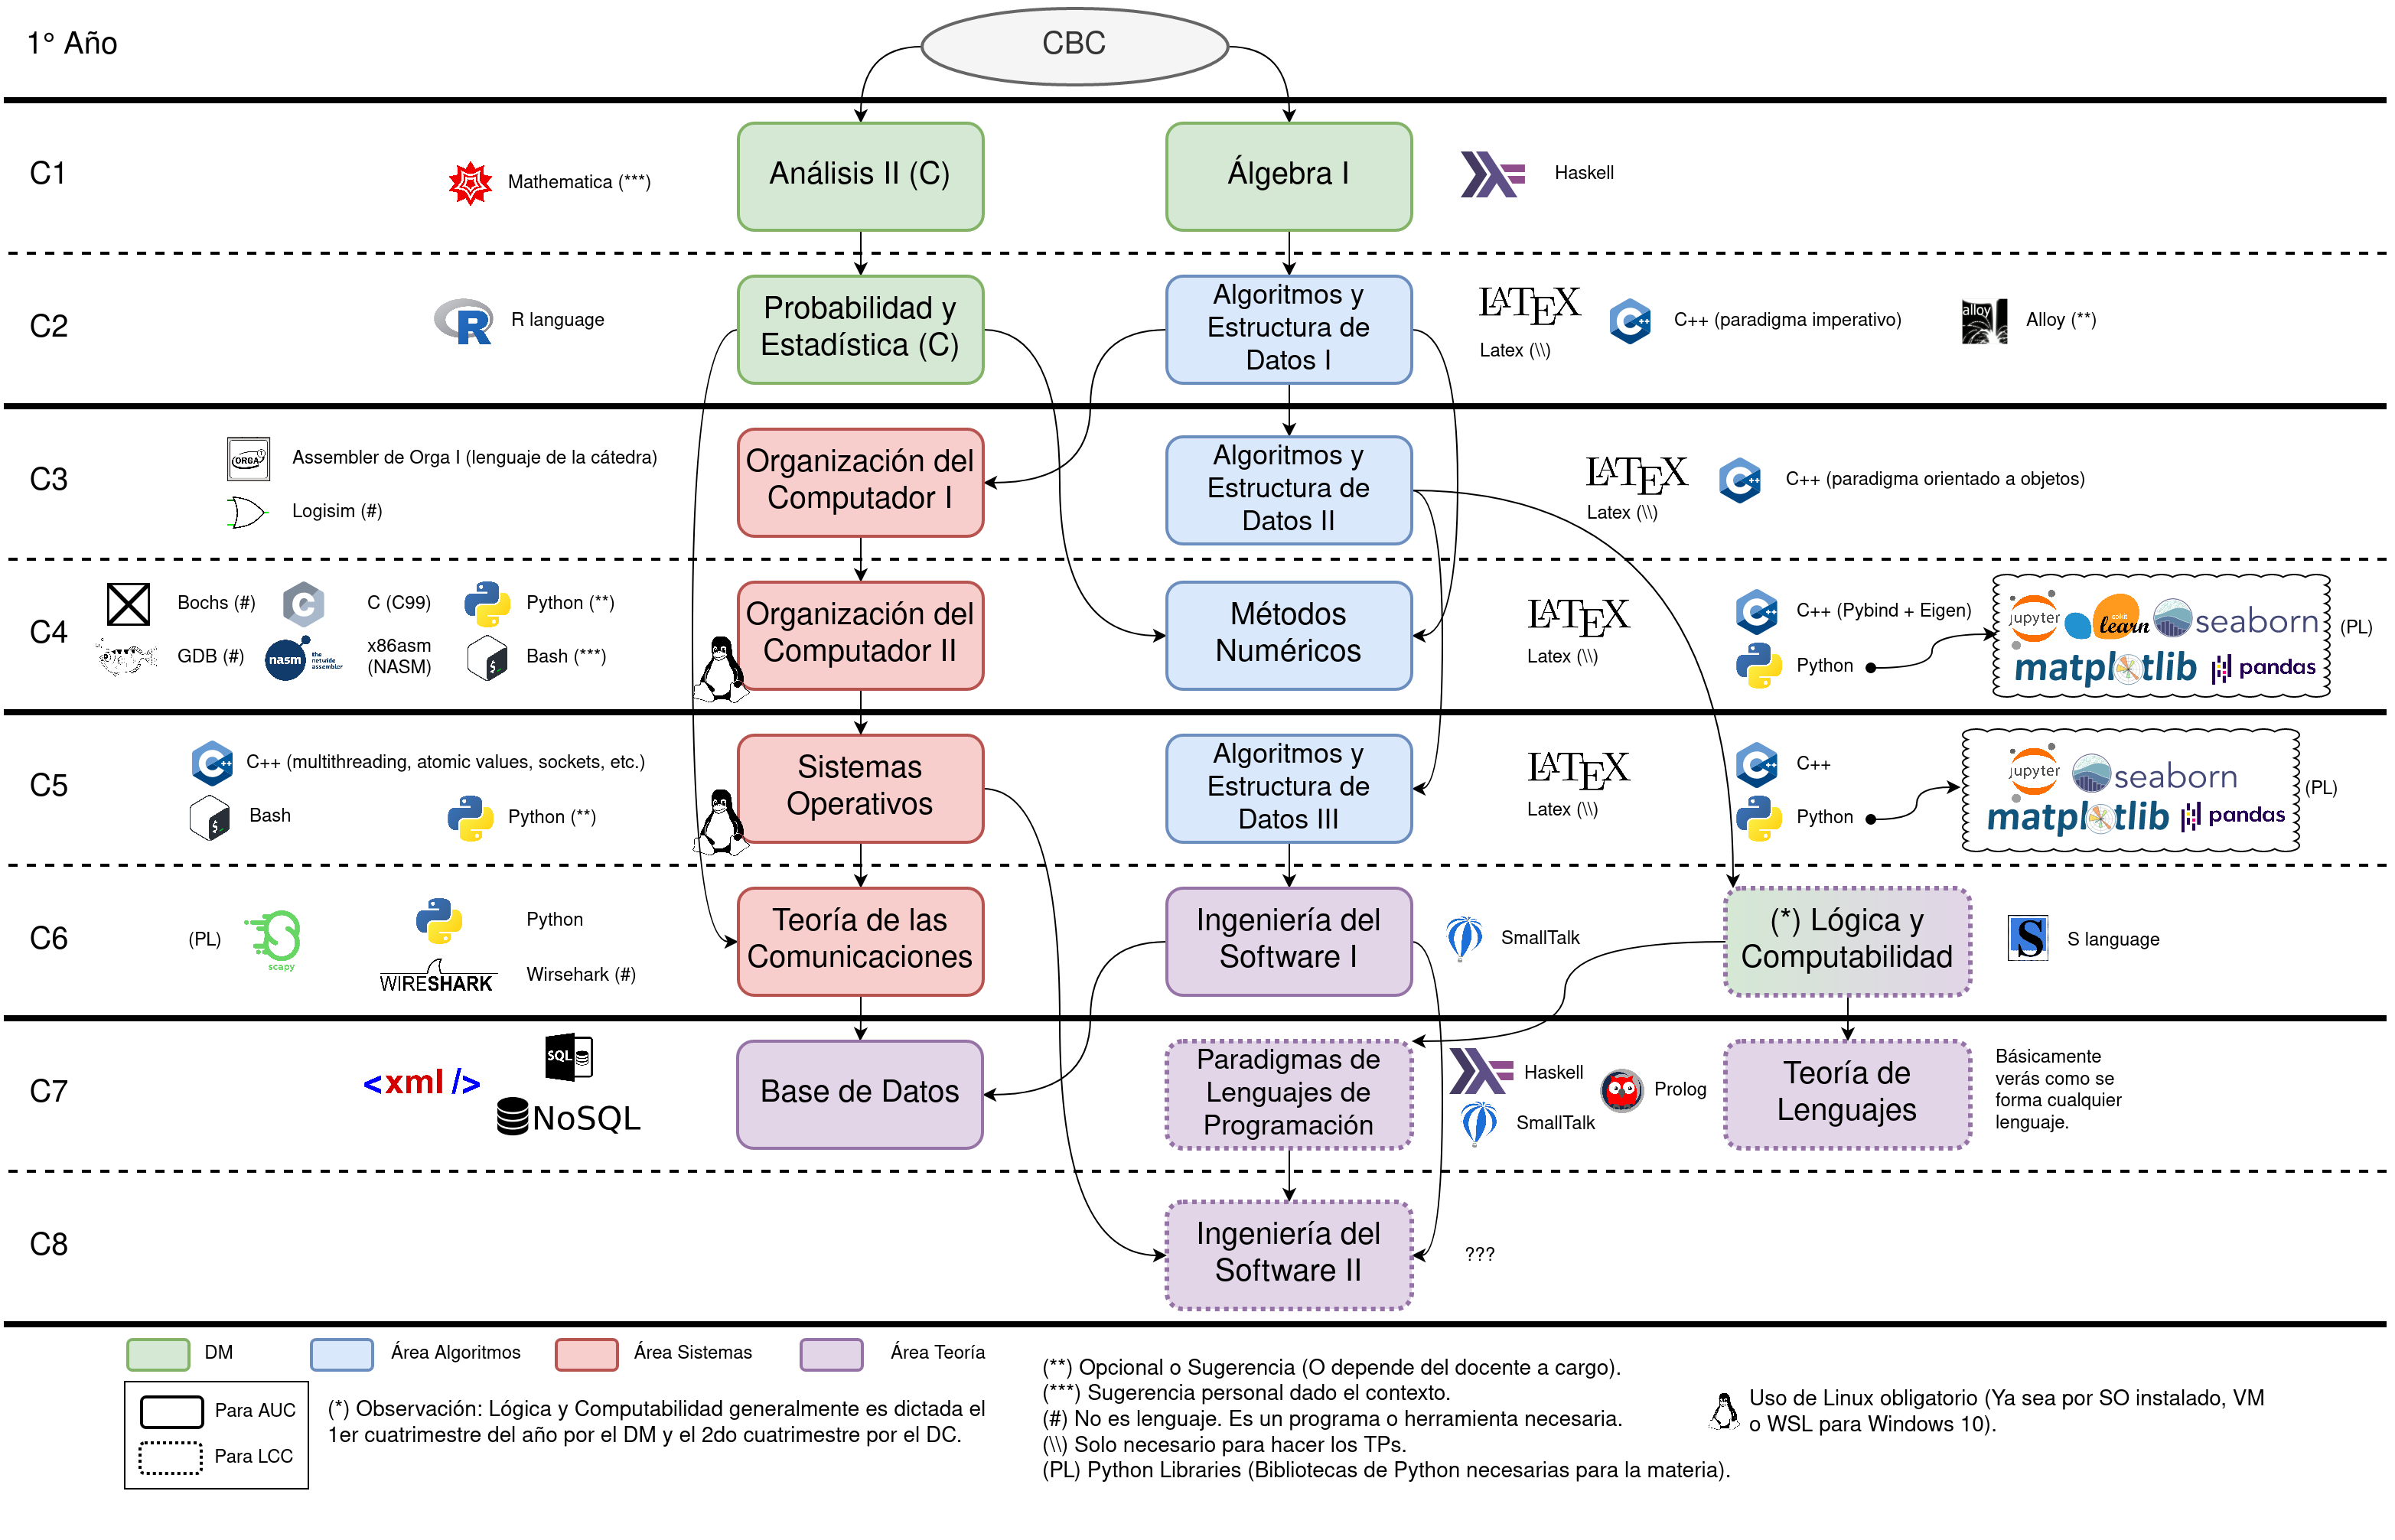 1° Año
CBC
C1
Mathematica (***)
Análisis II (C)
Álgebra I
Haskell
C2
R
R language
Probabilidad y
Estadística (C)
Algoritmos y
Estructura de
Datos I
LATEX
Latex (\\)
C++
C++ (paradigma imperativo)
alloy
Alloy (**)
C3
ORGA1
Assembler de Orga I (lenguaje de la cátedra)
Logisim (#)
Organización del
Computador I
Algoritmos y
Estructura de
Datos II
LATEX
Latex (\\)
C++
C++ (paradigma orientado a objetos)
C4
Bochs (#)
C
C (C99)
Python (**)
GDB (#)
nasm
the
netwide
assembler
x86asm
(NASM)
$_
Bash (***)
Organización del
Computador II
Métodos
Numéricos
LATEX
Latex (\\)
C++
C++ (Pybind + Eigen)
Python
jupyter
scikit
learn
seaborn
matplotlib
pandas
(PL)
C5
C++
C++ (multithreading, atomic values, sockets, etc.)
$_
Bash
Python (**)
Sistemas
Operativos
Algoritmos y
Estructura de
Datos III
LATEX
Latex (\\)
C++
C++
Python
jupyter
seaborn
matplotlib
pandas
(PL)
C6
(PL)
scapy
Python
WIRESHARK
Wirsehark (#)
Teoría de las
Comunicaciones
Ingeniería del
Software I
SmallTalk
(*) Lógica y
Computabilidad
S
S language
C7
<xml />
SQL
NoSQL
Base de Datos
Paradigmas de
Lenguajes de
Programación
Haskell
SmallTalk
Prolog
Teoría de
Lenguajes
Básicamente
verás como se
forma cualquier
lenguaje.
C8
Ingeniería del
Software II
???
DM
Área Algoritmos
Área Sistemas
Área Teoría
Para AUC
Para LCC
(*) Observación: Lógica y Computabilidad generalmente es dictada el
1er cuatrimestre del año por el DM y el 2do cuatrimestre por el DC.
(**) Opcional o Sugerencia (O depende del docente a cargo).
(***) Sugerencia personal dado el contexto.
(#) No es lenguaje. Es un programa o herramienta necesaria.
(\\) Solo necesario para hacer los TPs.
(PL) Python Libraries (Bibliotecas de Python necesarias para la materia).
Uso de Linux obligatorio (Ya sea por SO instalado, VM
o WSL para Windows 10).